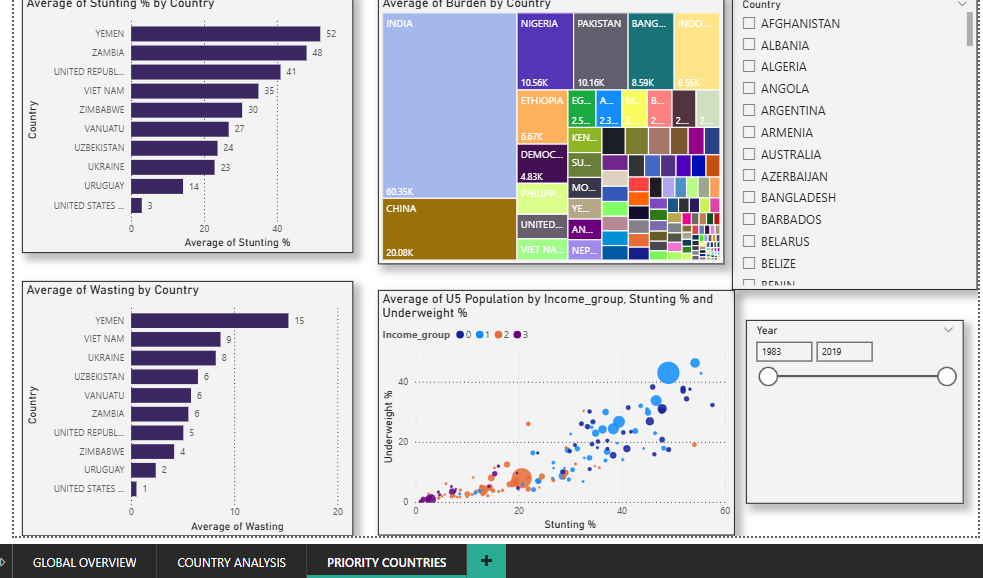 Average of Stunting % by Country
YEMEN 52
ZAMBIA 48
UNITED REPUBL... 41
VIET NAM 35
ZIMBABWE 30
VANUATU 27
UZBEKISTAN 24
UKRAINE 23
URUGUAY 14
UNITED STATES ... 3
Country
0 20 40
Average of Stunting %
Average of Burden by Country
INDIA
60.35K
CHINA
20.08K
NIGERIA
10.56K
PAKISTAN
10.16K
BANG...
8.59K
INDO...
8.55K
ETHIOPIA
6.67K
DEMOC...
4.83K
PHILIPP...
UNITED...
VIET NA...
EG...
2.5...
A...
2.3...
M...
2...
B...
2...
2...
2...
KEN...
SU...
MO...
YE...
AN...
NEP...
Country
AFGHANISTAN
ALBANIA
ALGERIA
ANGOLA
ARGENTINA
ARMENIA
AUSTRALIA
AZERBAIJAN
BANGLADESH
BARBADOS
BELARUS
BELIZE
BENIN
Average of Wasting by Country
YEMEN 15
VIET NAM 9
UKRAINE 8
UZBEKISTAN 6
VANUATU 6
ZAMBIA 6
UNITED REPUBL... 5
ZIMBABWE 4
URUGUAY 2
UNITED STATES ... 1
Country
0 10 20
Average of Wasting
Average of U5 Population by Income_group, Stunting % and
Underweight %
Income_group 0 1 2 3
Underweight %
40
20
0
0 20 40 60
Stunting %
Year
1983 2019
GLOBAL OVERVIEW COUNTRY ANALYSIS PRIORITY COUNTRIES +